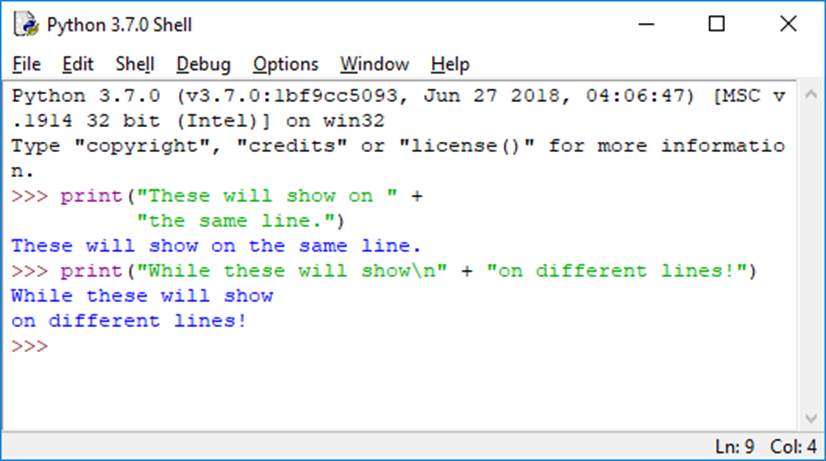 Python 3.7.0 Shell
File Edit Shell Debug Options Window Help
Python 3.7.0 (v3.7.0:1bf9cc5093, Jun 27 2018, 04:06:47) [MSC v
.1914 32 bit (Intel)] on win32
Type "copyright", "credits" or "license()" for more informatio
n.
>>> print("These will show on " +
          "the same line.")
These will show on the same line.
>>> print("While these will show\n" + "on different lines!")
While these will show
on different lines!
>>>
Ln: 9 Col: 4